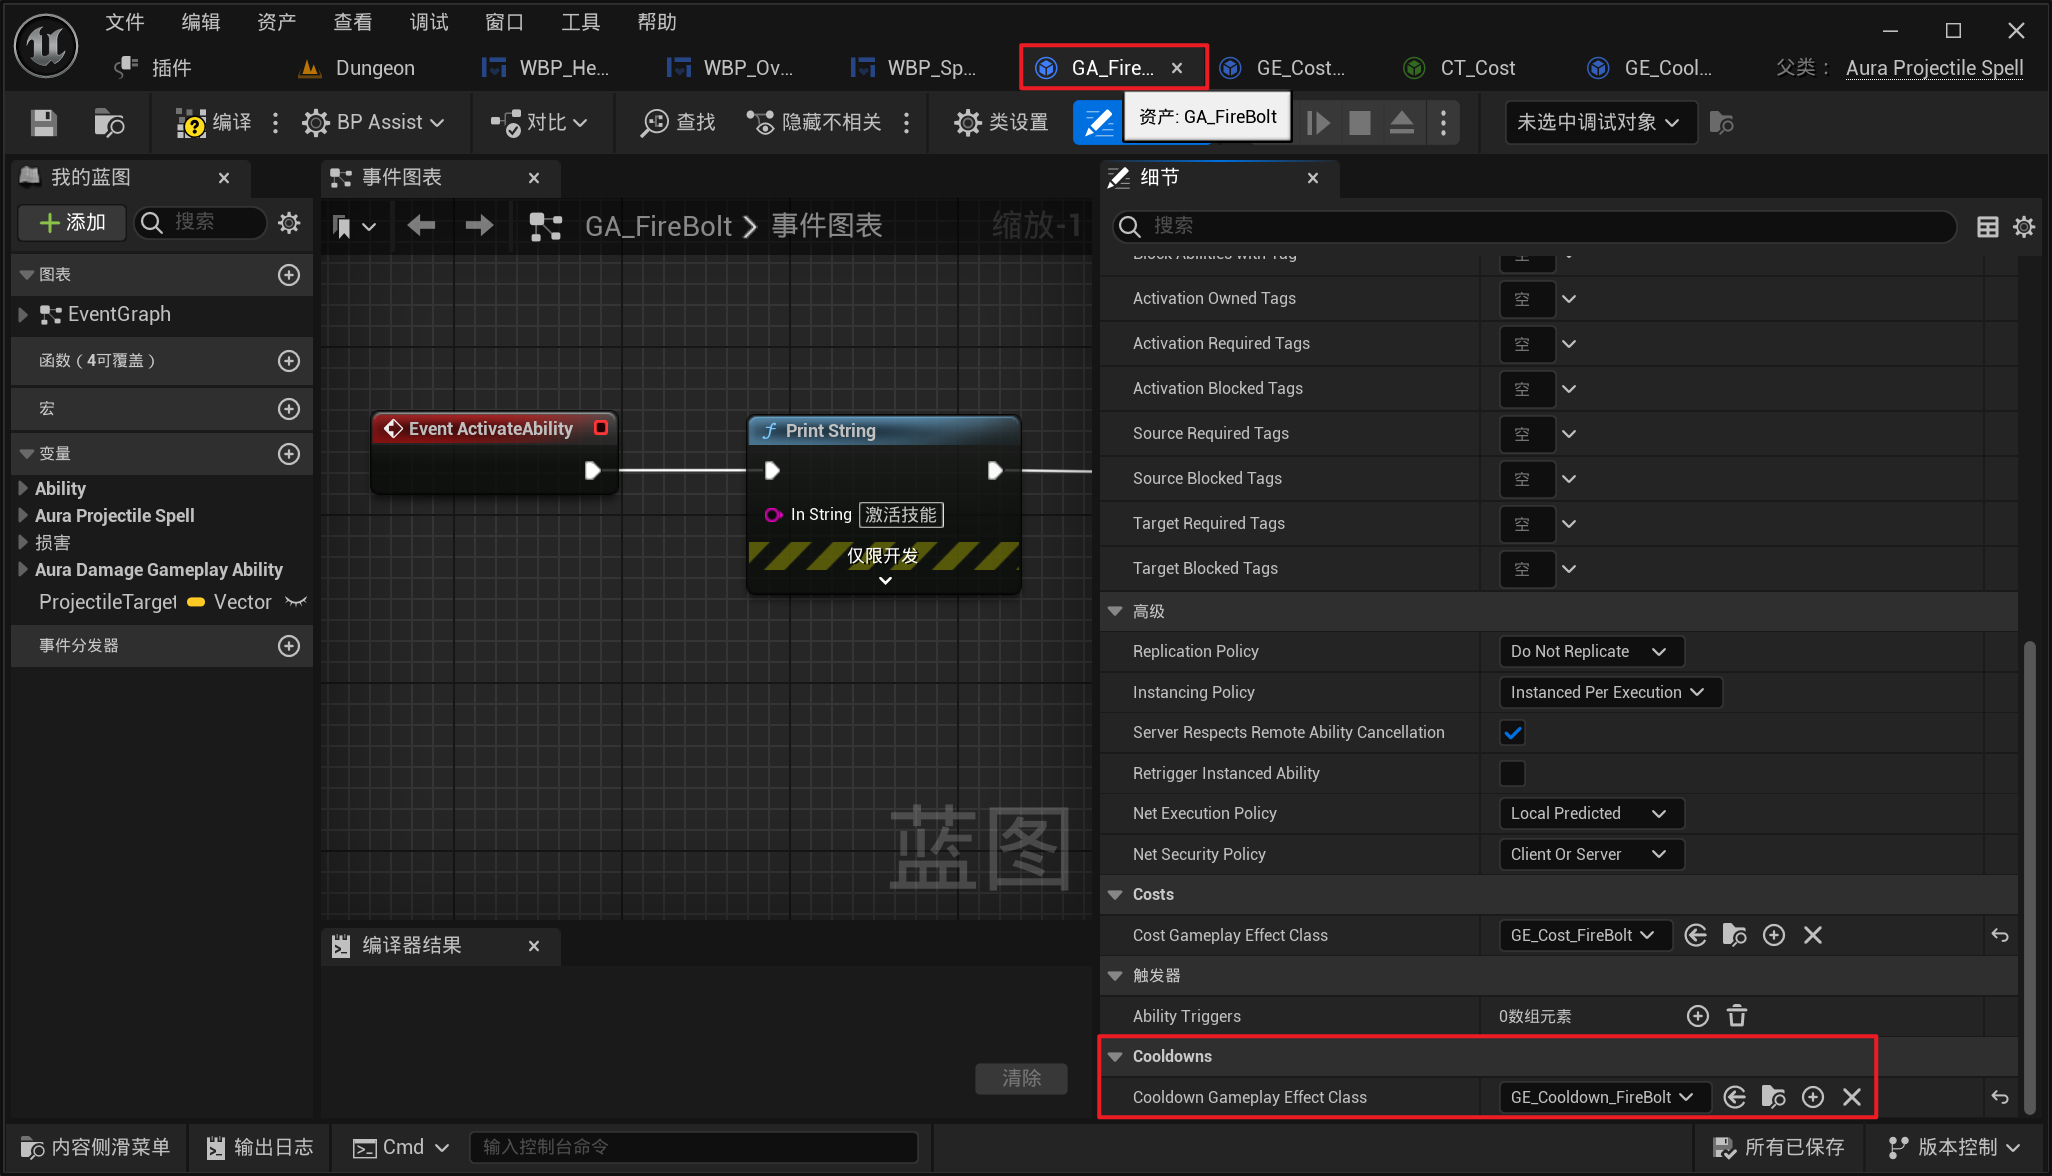 文件 编辑 资产 查看 调试 窗口 工具 帮助
插件 Dungeon WBP_He... WBP_Ov... WBP_Sp... GA_Fire... GE_Cost... CT_Cost GE_Cool... 父类： Aura Projectile Spell
编译 BP Assist 对比 查找 隐藏不相关 类设置 资产: GA_FireBolt 未选中调试对象
我的蓝图
添加 搜索
图表
EventGraph
函数（4可覆盖）
宏
变量
Ability
Aura Projectile Spell
损害
Aura Damage Gameplay Ability
ProjectileTarget Vector
事件分发器
事件图表
GA_FireBolt 事件图表 缩放-1
Event ActivateAbility
Print String
In String 激活技能
仅限开发
蓝图
编译器结果
清除
细节
搜索
Block Abilities with Tag 空
Activation Owned Tags 空
Activation Required Tags 空
Activation Blocked Tags 空
Source Required Tags 空
Source Blocked Tags 空
Target Required Tags 空
Target Blocked Tags 空
高级
Replication Policy Do Not Replicate
Instancing Policy Instanced Per Execution
Server Respects Remote Ability Cancellation
Retrigger Instanced Ability
Net Execution Policy Local Predicted
Net Security Policy Client Or Server
Costs
Cost Gameplay Effect Class GE_Cost_FireBolt
触发器
Ability Triggers 0数组元素
Cooldowns
Cooldown Gameplay Effect Class GE_Cooldown_FireBolt
内容侧滑菜单 输出日志 Cmd 输入控制台命令 所有已保存 版本控制